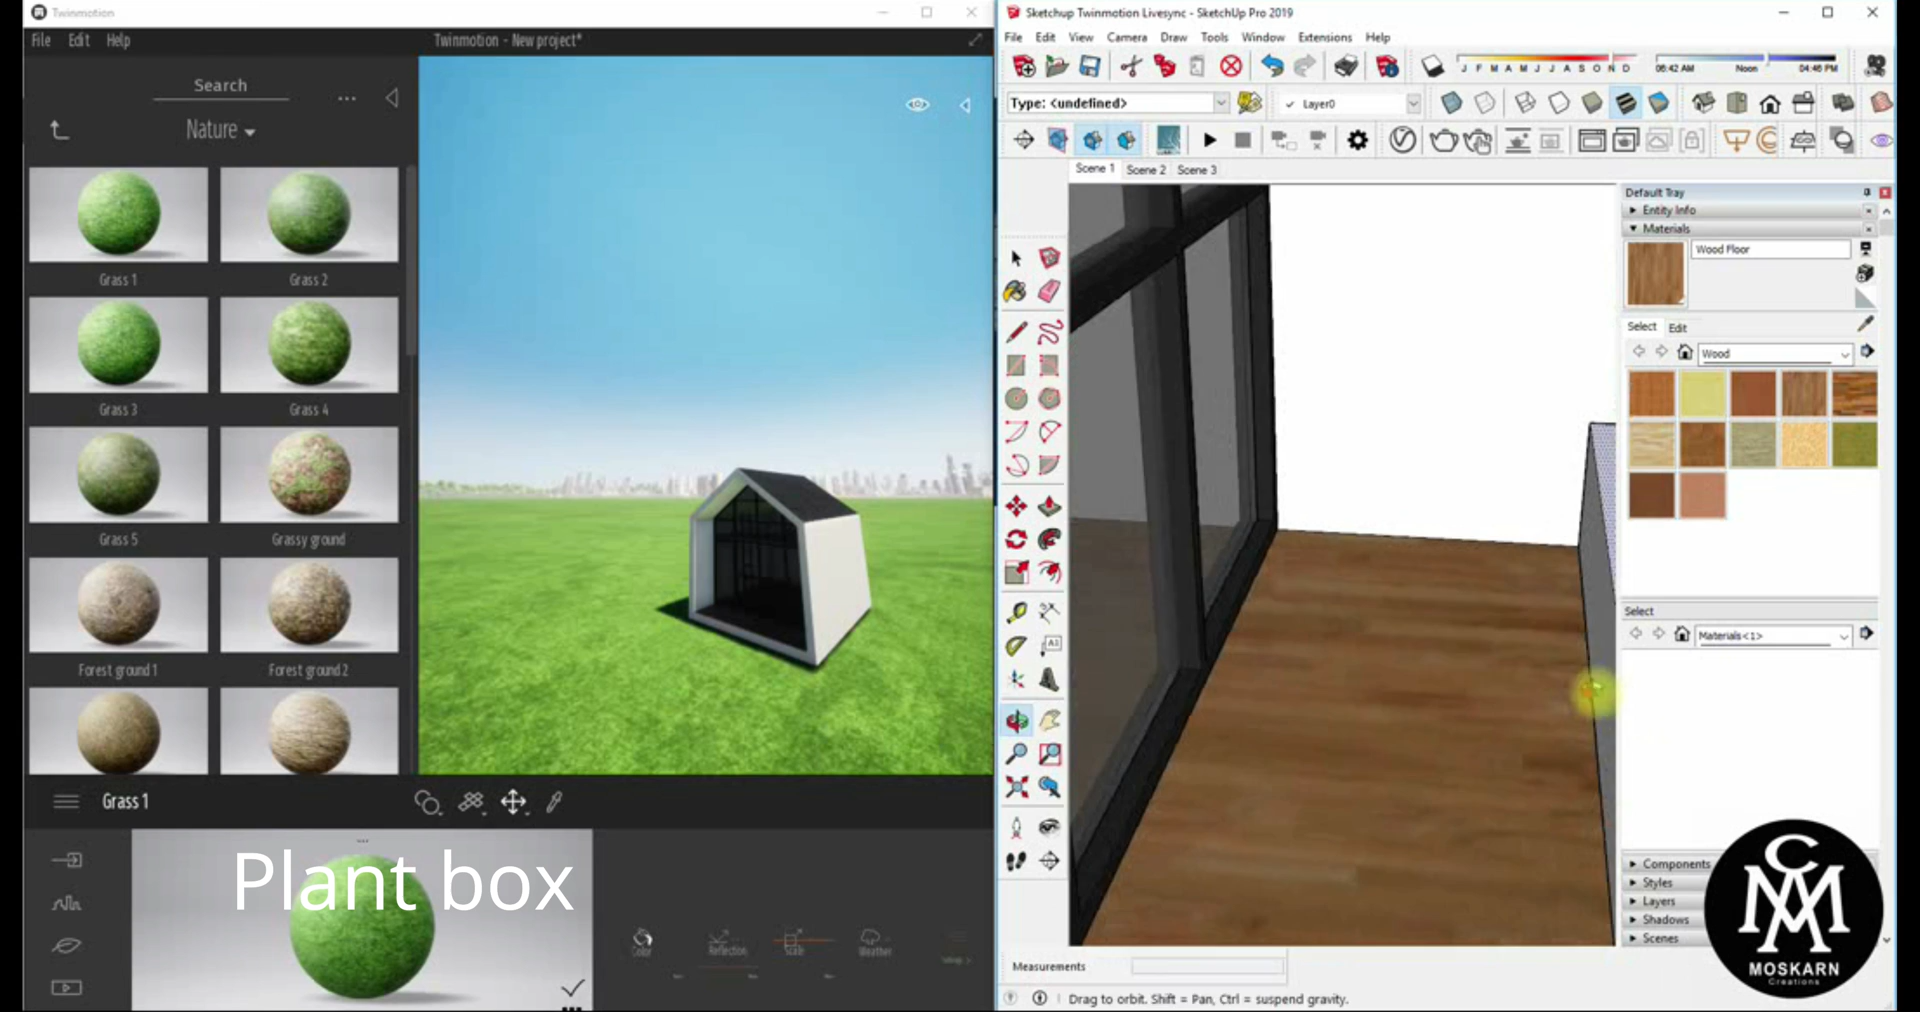 Twinmotion
File Edit Help
Twinmotion - New project*
Search
...
Nature
Grass 1
Grass 2
Grass 3
Grass 4
Grass 5
Grassy ground
Forest ground 1
Forest ground 2
Grass 1
Plant box
Color
Reflection
Scale
Weather
Sketchup Twinmotion Livesync - SketchUp Pro 2019
File Edit View Camera Draw Tools Window Extensions Help
J F M A M J J A S O N D
06:42 AM Noon 04:46 PM
Type: <undefined>
Layer0
Scene 1 Scene 2 Scene 3
Default Tray
Entity Info
Materials
Wood Floor
Select Edit
Wood
Select
Materials<1>
Components
Styles
Layers
Shadows
Scenes
Measurements
Drag to orbit. Shift = Pan, Ctrl = suspend gravity.
MOSKARN
Creations